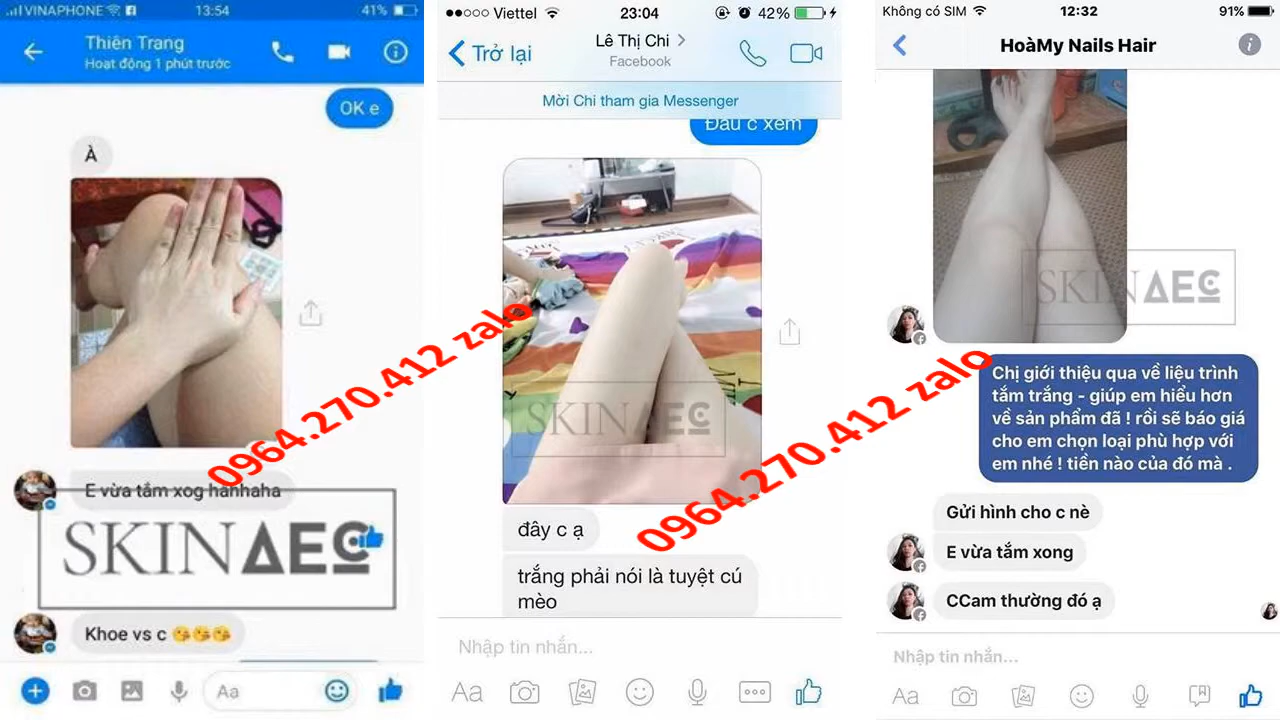 VINAPHONE
13:54
41%
Thiên Trang
Hoạt động 1 phút trước
OK e
À
E vừa tắm xog hahhaha
SKINAEC
Khoe vs c 😘😘😘
Aa
Viettel
23:04
42%
Trở lại
Lê Thị Chi
Facebook
Mời Chi tham gia Messenger
Đâu c xem
SKINAEC
đây c ạ
trắng phải nói là tuyệt cú
mèo
Nhập tin nhắn...
Aa
Không có SIM
12:32
91%
HoàMy Nails Hair
SKINAEC
Chị giới thiệu qua về liệu trình
tắm trắng - giúp em hiểu hơn
về sản phẩm đã ! rồi sẽ báo giá
cho em chọn loại phù hợp với
em nhé ! tiền nào của đó mà .
Gửi hình cho c nè
E vừa tắm xong
CCam thường đó ạ
Nhập tin nhắn...
Aa
0964.270.412 zalo
0964.270.412 zalo